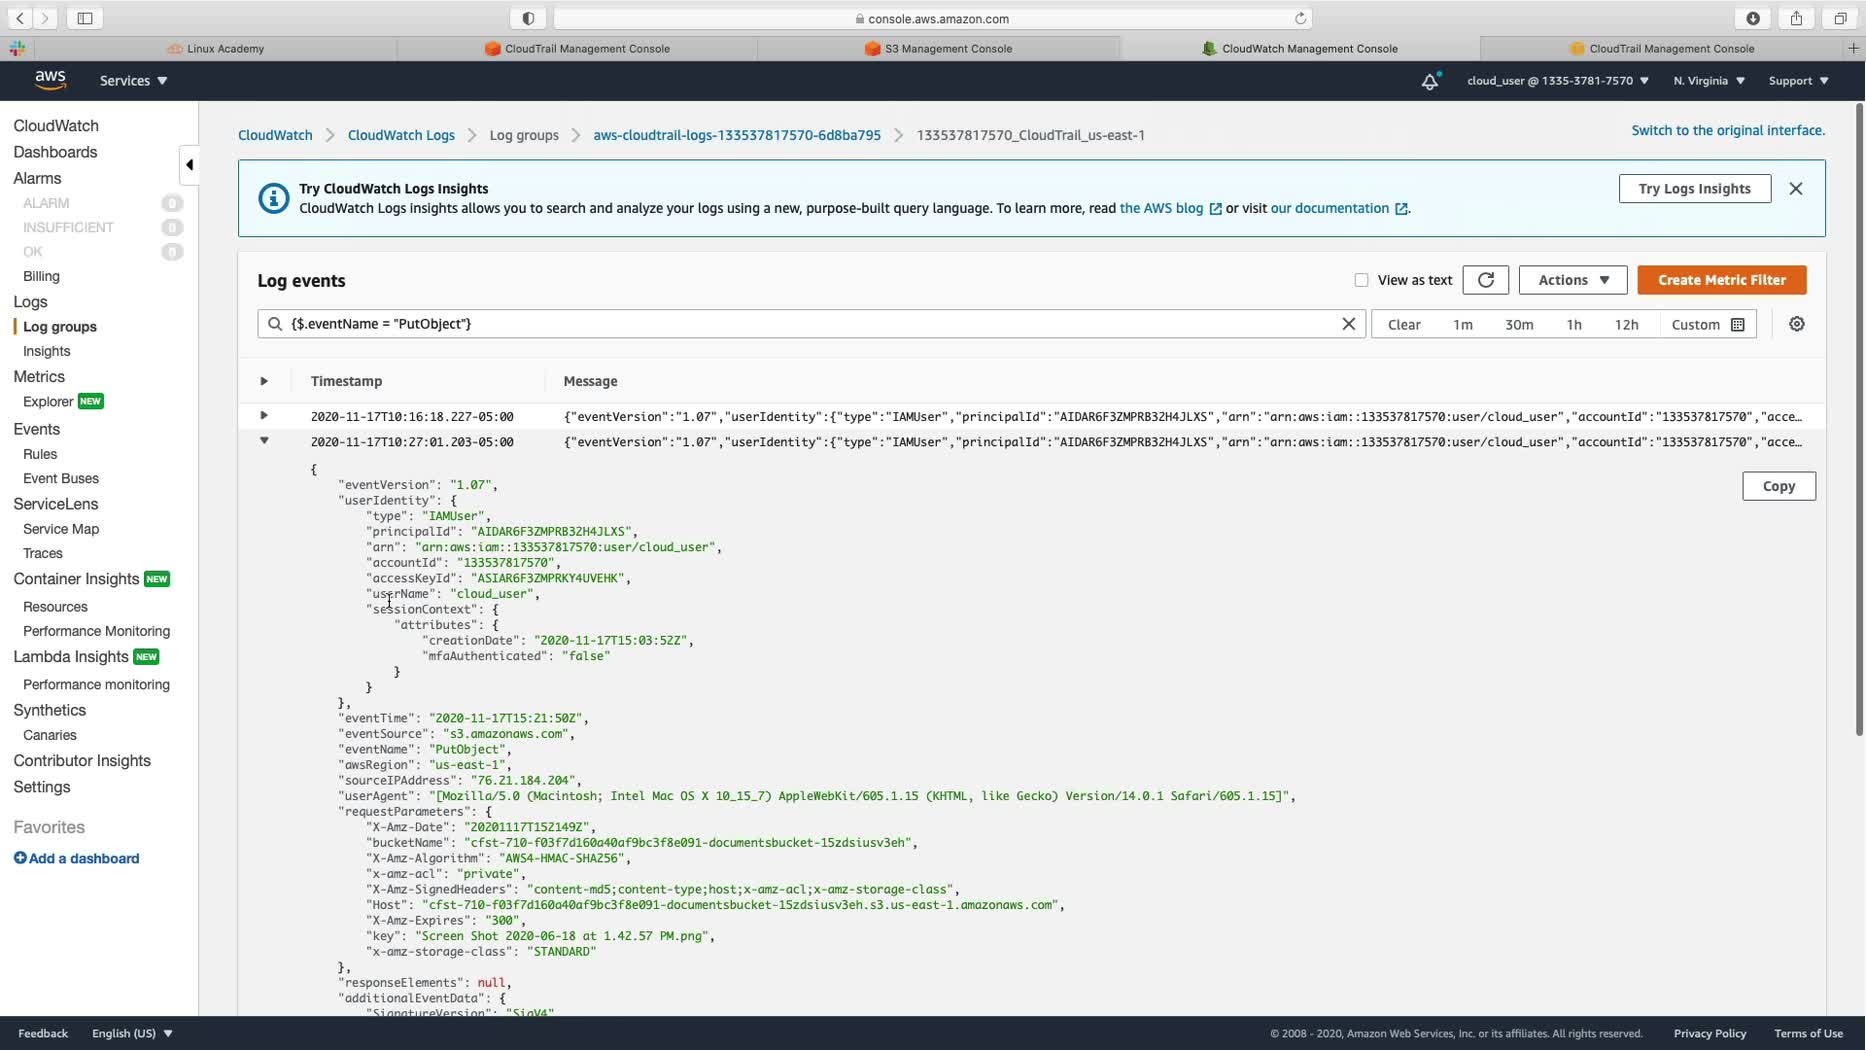 console.aws.amazon.com
Linux Academy
CloudTrail Management Console
S3 Management Console
CloudWatch Management Console
CloudTrail Management Console
aws
Services
cloud_user @ 1335-3781-7570
N. Virginia
Support
CloudWatch
Dashboards
Alarms
ALARM 0
INSUFFICIENT 0
OK 0
Billing
Logs
Log groups
Insights
Metrics
Explorer NEW
Events
Rules
Event Buses
ServiceLens
Service Map
Traces
Container Insights NEW
Resources
Performance Monitoring
Lambda Insights NEW
Performance monitoring
Synthetics
Canaries
Contributor Insights
Settings
Favorites
Add a dashboard
CloudWatch
CloudWatch Logs
Log groups
aws-cloudtrail-logs-133537817570-6d8ba795
133537817570_CloudTrail_us-east-1
Switch to the original interface.
Try CloudWatch Logs Insights
CloudWatch Logs insights allows you to search and analyze your logs using a new, purpose-built query language. To learn more, read the AWS blog or visit our documentation.
Try Logs Insights
Log events
View as text
Actions
Create Metric Filter
{$.eventName = "PutObject"}
Clear 1m 30m 1h 12h Custom
Timestamp Message
2020-11-17T10:16:18.227-05:00 {"eventVersion":"1.07","userIdentity":{"type":"IAMUser","principalId":"AIDAR6F3ZMPRB32H4JLXS","arn":"arn:aws:iam::133537817570:user/cloud_user","accountId":"133537817570","acce…
2020-11-17T10:27:01.203-05:00 {"eventVersion":"1.07","userIdentity":{"type":"IAMUser","principalId":"AIDAR6F3ZMPRB32H4JLXS","arn":"arn:aws:iam::133537817570:user/cloud_user","accountId":"133537817570","acce…
Copy
{
"eventVersion": "1.07",
"userIdentity": {
"type": "IAMUser",
"principalId": "AIDAR6F3ZMPRB32H4JLXS",
"arn": "arn:aws:iam::133537817570:user/cloud_user",
"accountId": "133537817570",
"accessKeyId": "ASIAR6F3ZMPRKY4UVEHK",
"userName": "cloud_user",
"sessionContext": {
"attributes": {
"creationDate": "2020-11-17T15:03:52Z",
"mfaAuthenticated": "false"
}
}
},
"eventTime": "2020-11-17T15:21:50Z",
"eventSource": "s3.amazonaws.com",
"eventName": "PutObject",
"awsRegion": "us-east-1",
"sourceIPAddress": "76.21.184.204",
"userAgent": "[Mozilla/5.0 (Macintosh; Intel Mac OS X 10_15_7) AppleWebKit/605.1.15 (KHTML, like Gecko) Version/14.0.1 Safari/605.1.15]",
"requestParameters": {
"X-Amz-Date": "20201117T152149Z",
"bucketName": "cfst-710-f03f7d160a40af9bc3f8e091-documentsbucket-15zdsiusv3eh",
"X-Amz-Algorithm": "AWS4-HMAC-SHA256",
"x-amz-acl": "private",
"X-Amz-SignedHeaders": "content-md5;content-type;host;x-amz-acl;x-amz-storage-class",
"Host": "cfst-710-f03f7d160a40af9bc3f8e091-documentsbucket-15zdsiusv3eh.s3.us-east-1.amazonaws.com",
"X-Amz-Expires": "300",
"key": "Screen Shot 2020-06-18 at 1.42.57 PM.png",
"x-amz-storage-class": "STANDARD"
},
"responseElements": null,
"additionalEventData": {
"SignatureVersion": "SigV4"
Feedback
English (US)
© 2008 - 2020, Amazon Web Services, Inc. or its affiliates. All rights reserved.
Privacy Policy
Terms of Use